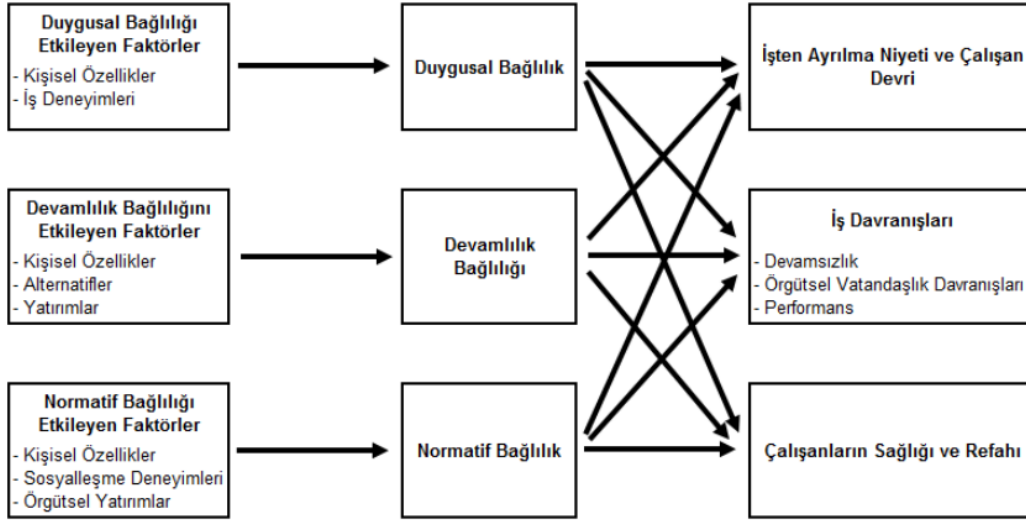 Duygusal Bağlılığı
Etkileyen Faktörler
- Kişisel Özellikler
- İş Deneyimleri
Duygusal Bağlılık
İşten Ayrılma Niyeti ve Çalışan
Devri
Devamlılık Bağlılığını
Etkileyen Faktörler
- Kişisel Özellikler
- Alternatifler
- Yatırımlar
Devamlılık
Bağlılığı
İş Davranışları
- Devamsızlık
- Örgütsel Vatandaşlık Davranışları
- Performans
Normatif Bağlılığı
Etkileyen Faktörler
- Kişisel Özellikler
- Sosyalleşme Deneyimleri
- Örgütsel Yatırımlar
Normatif Bağlılık
Çalışanların Sağlığı ve Refahı